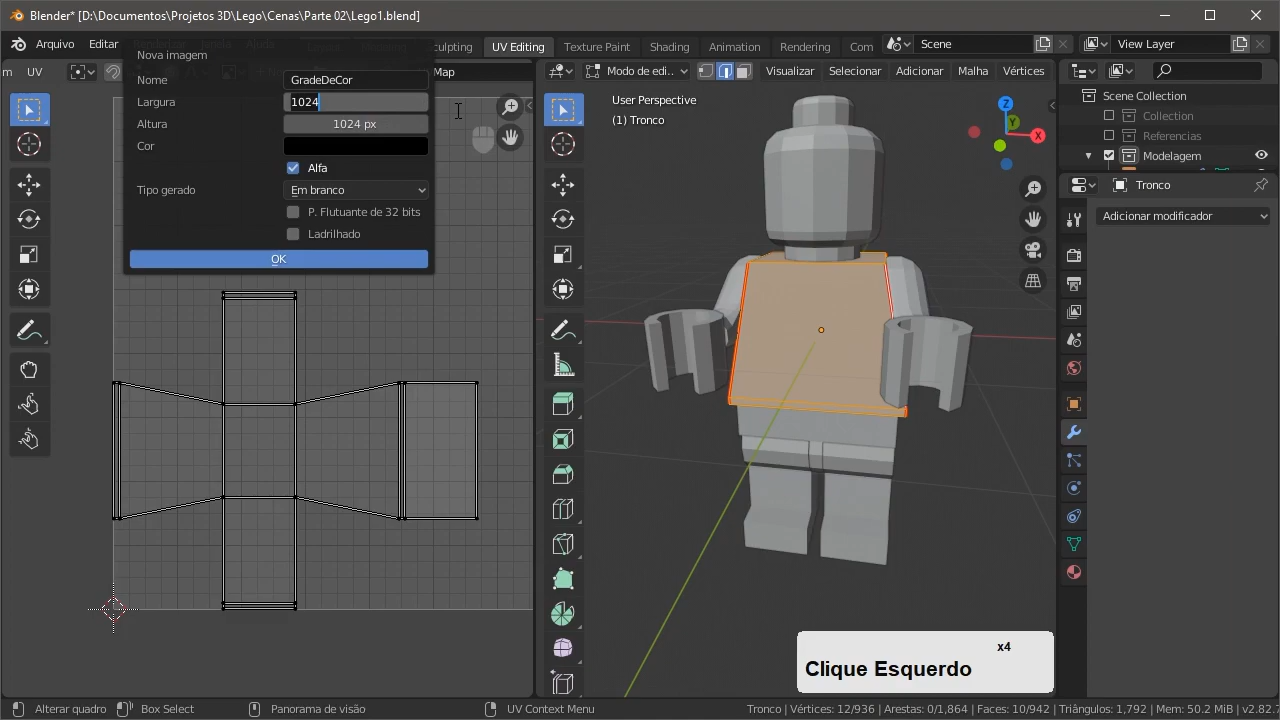 Blender* [D:\Documentos\Projetos 3D\Lego\Cenas\Parte 02\Lego1.blend]
Arquivo Editar
culpting UV Editing Texture Paint Shading Animation Rendering Com Scene View Layer
m UV Map Modo de edi.. Visualizar Selecionar Adicionar Malha Vértices
Nova imagem
Nome GradeDeCor
Largura 1024
Altura 1024 px
Cor
Alfa
Tipo gerado Em branco
P. Flutuante de 32 bits
Ladrilhado
OK
User Perspective
(1) Tronco
Z
Y
X
Scene Collection
Collection
Referencias
Modelagem
Tronco
Adicionar modificador
x4
Clique Esquerdo
Alterar quadro Box Select Panorama de visão UV Context Menu Tronco | Vértices: 12/936 | Arestas: 0/1,864 | Faces: 10/942 | Triângulos: 1,792 | Mem: 50.2 MiB | v2.82.